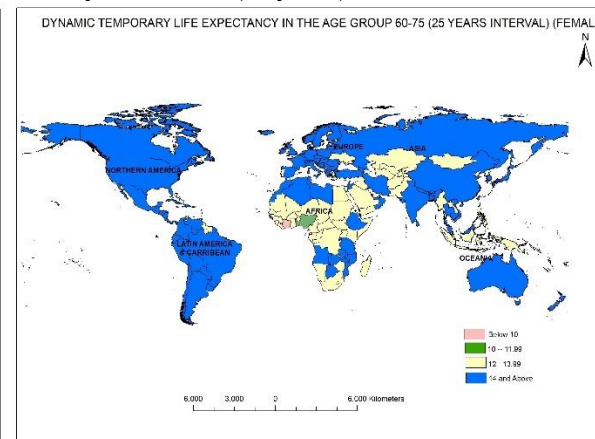 DYNAMIC TEMPORARY LIFE EXPECTANCY IN THE AGE GROUP 60-75 (25 YEARS INTERVAL) (FEMAL
N
EUROPE
ASIA
NORTHERN AMERICA
AFRICA
LATIN AMERICA
& CARRIBEAN
OCEANIA
Below 10
10 -- 11.99
12 - 13.99
14 and Above
6,000 3,000 0 6,000 Kilometers